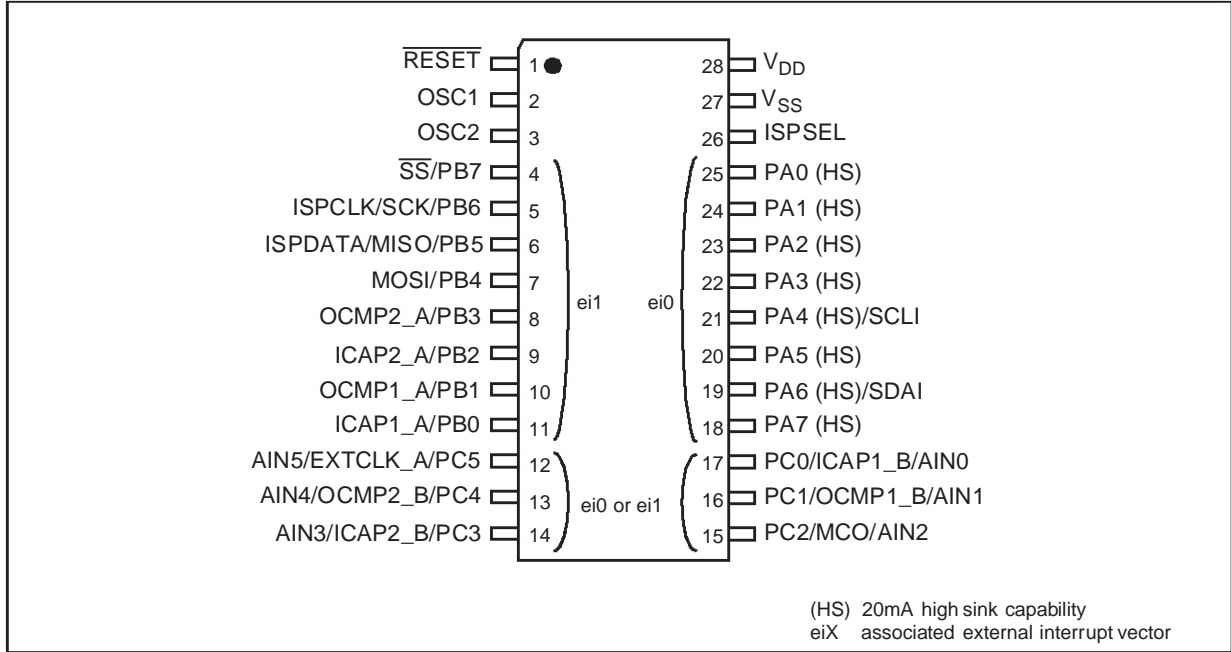 RESET 1 28 VDD
OSC1 2 27 VSS
OSC2 3 26 ISPSEL
SS/PB7 4 25 PA0 (HS)
ISPCLK/SCK/PB6 5 24 PA1 (HS)
ISPDATA/MISO/PB5 6 23 PA2 (HS)
MOSI/PB4 7 22 PA3 (HS)
ei1 ei0
OCMP2_A/PB3 8 21 PA4 (HS)/SCLI
ICAP2_A/PB2 9 20 PA5 (HS)
OCMP1_A/PB1 10 19 PA6 (HS)/SDAI
ICAP1_A/PB0 11 18 PA7 (HS)
AIN5/EXTCLK_A/PC5 12 17 PC0/ICAP1_B/AIN0
AIN4/OCMP2_B/PC4 13 ei0 or ei1 16 PC1/OCMP1_B/AIN1
AIN3/ICAP2_B/PC3 14 15 PC2/MCO/AIN2
(HS) 20mA high sink capability
eiX associated external interrupt vector